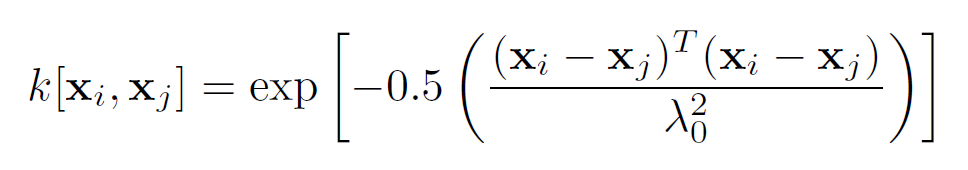 k[𝐱ᵢ, 𝐱ⱼ] = exp [−0.5 ( (𝐱ᵢ − 𝐱ⱼ)ᵀ(𝐱ᵢ − 𝐱ⱼ) / λ₀² )]